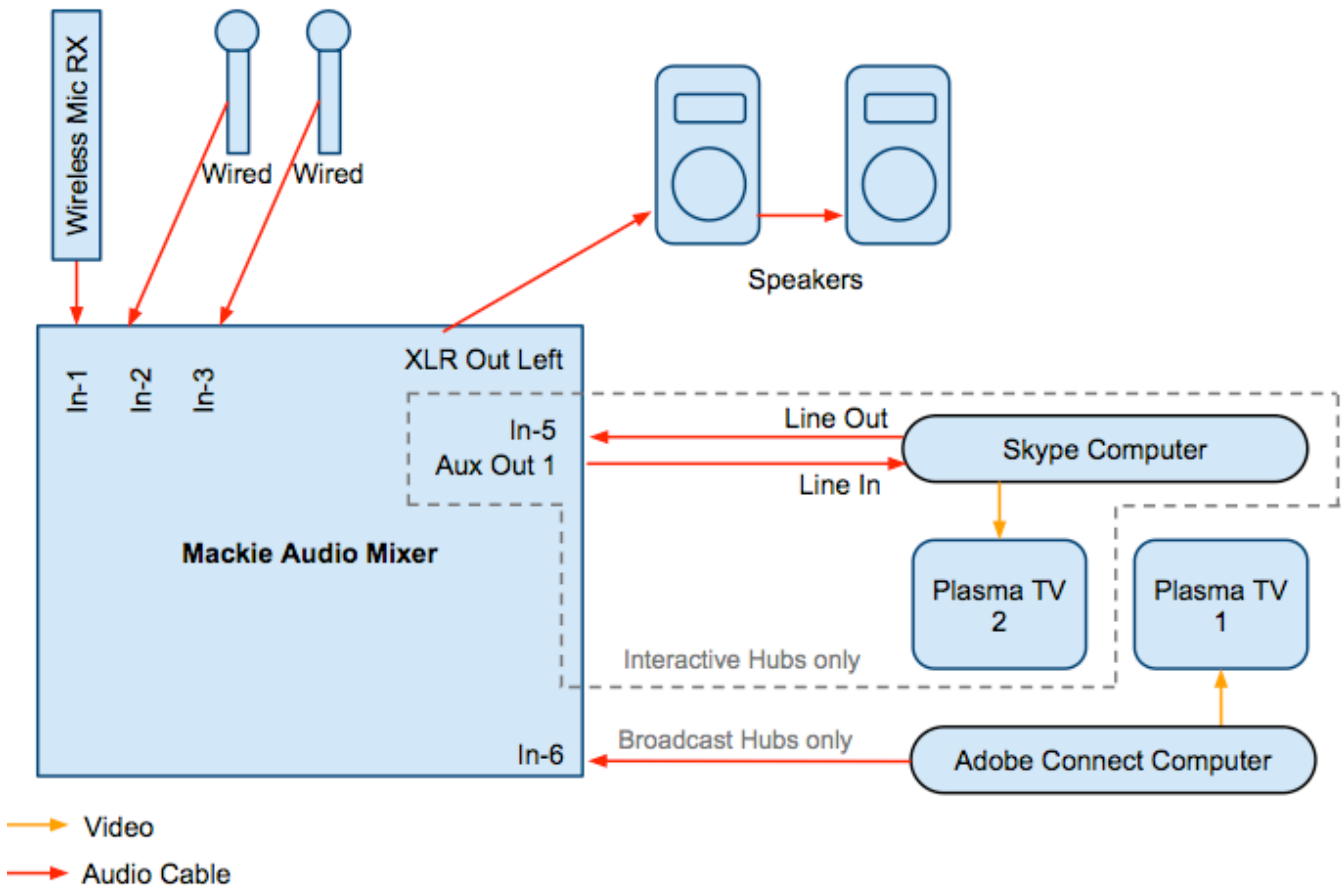 Wireless Mic RX
Wired
Wired
Speakers
In-1
In-2
In-3
XLR Out Left
In-5
Aux Out 1
Line Out
Line In
Skype Computer
Mackie Audio Mixer
Plasma TV
2
Plasma TV
1
Interactive Hubs only
In-6
Broadcast Hubs only
Adobe Connect Computer
Video
Audio Cable